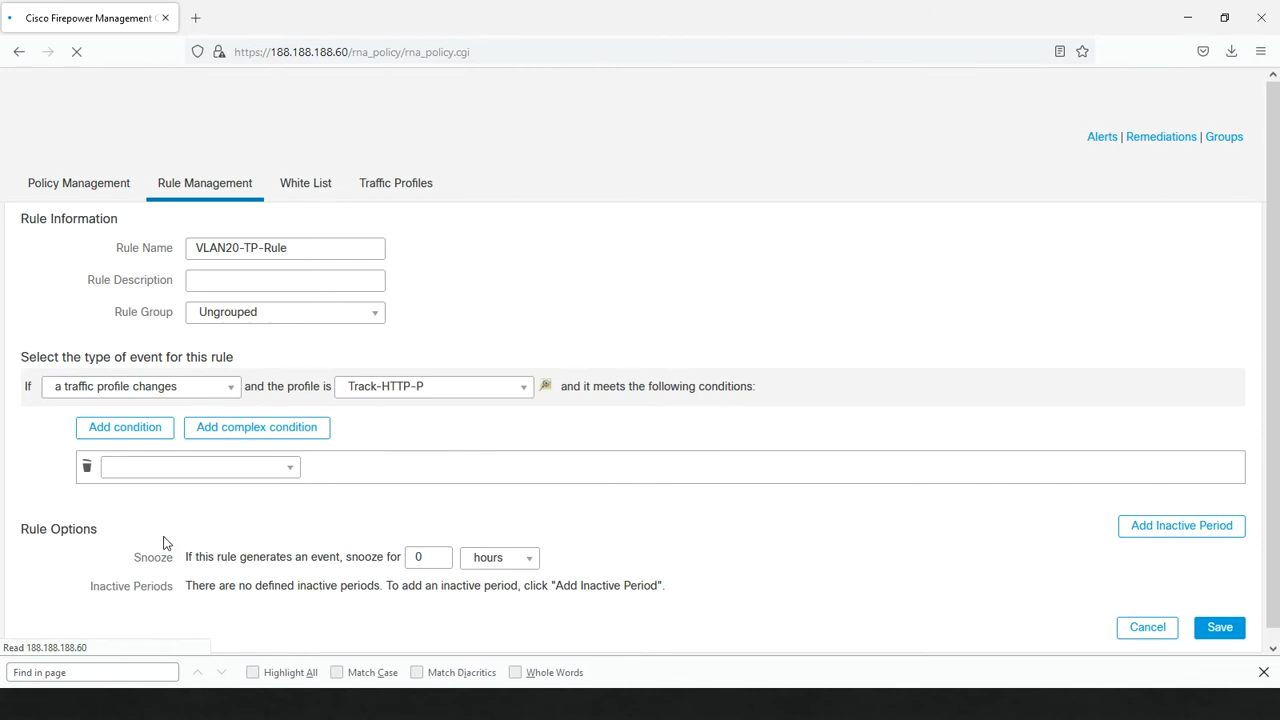 Cisco Firepower Management C
https://188.188.188.60/rna_policy/rna_policy.cgi
Alerts | Remediations | Groups
Policy Management Rule Management White List Traffic Profiles
Rule Information
Rule Name VLAN20-TP-Rule
Rule Description
Rule Group Ungrouped
Select the type of event for this rule
If a traffic profile changes and the profile is Track-HTTP-P and it meets the following conditions:
Add condition Add complex condition
Rule Options Add Inactive Period
Snooze If this rule generates an event, snooze for 0 hours
Inactive Periods There are no defined inactive periods. To add an inactive period, click "Add Inactive Period".
Cancel Save
Read 188.188.188.60
Find in page Highlight All Match Case Match Diacritics Whole Words